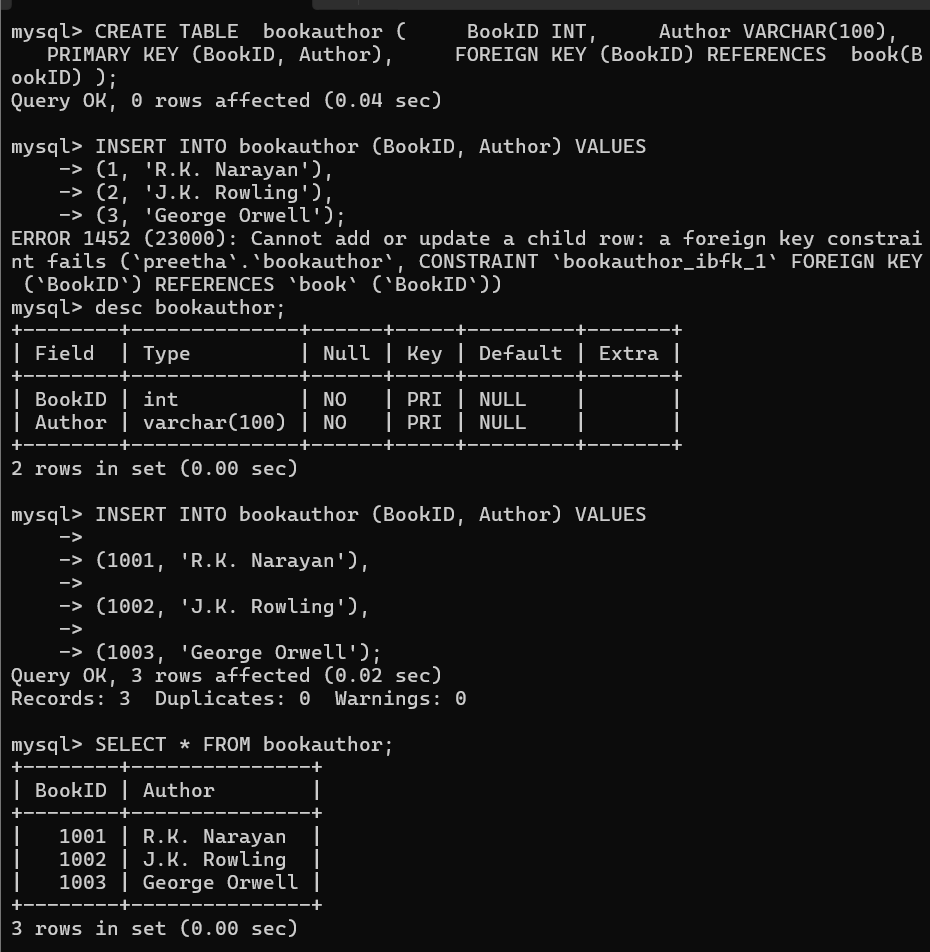 mysql> CREATE TABLE  bookauthor (     BookID INT,     Author VARCHAR(100),
   PRIMARY KEY (BookID, Author),     FOREIGN KEY (BookID) REFERENCES  book(B
ookID) );
Query OK, 0 rows affected (0.04 sec)

mysql> INSERT INTO bookauthor (BookID, Author) VALUES
    -> (1, 'R.K. Narayan'),
    -> (2, 'J.K. Rowling'),
    -> (3, 'George Orwell');
ERROR 1452 (23000): Cannot add or update a child row: a foreign key constrai
nt fails (`preetha`.`bookauthor`, CONSTRAINT `bookauthor_ibfk_1` FOREIGN KEY
 (`BookID`) REFERENCES `book` (`BookID`))
mysql> desc bookauthor;
+--------+--------------+------+-----+---------+-------+
| Field  | Type         | Null | Key | Default | Extra |
+--------+--------------+------+-----+---------+-------+
| BookID | int          | NO   | PRI | NULL    |       |
| Author | varchar(100) | NO   | PRI | NULL    |       |
+--------+--------------+------+-----+---------+-------+
2 rows in set (0.00 sec)

mysql> INSERT INTO bookauthor (BookID, Author) VALUES
    ->
    -> (1001, 'R.K. Narayan'),
    ->
    -> (1002, 'J.K. Rowling'),
    ->
    -> (1003, 'George Orwell');
Query OK, 3 rows affected (0.02 sec)
Records: 3  Duplicates: 0  Warnings: 0

mysql> SELECT * FROM bookauthor;
+--------+---------------+
| BookID | Author        |
+--------+---------------+
|   1001 | R.K. Narayan  |
|   1002 | J.K. Rowling  |
|   1003 | George Orwell |
+--------+---------------+
3 rows in set (0.00 sec)